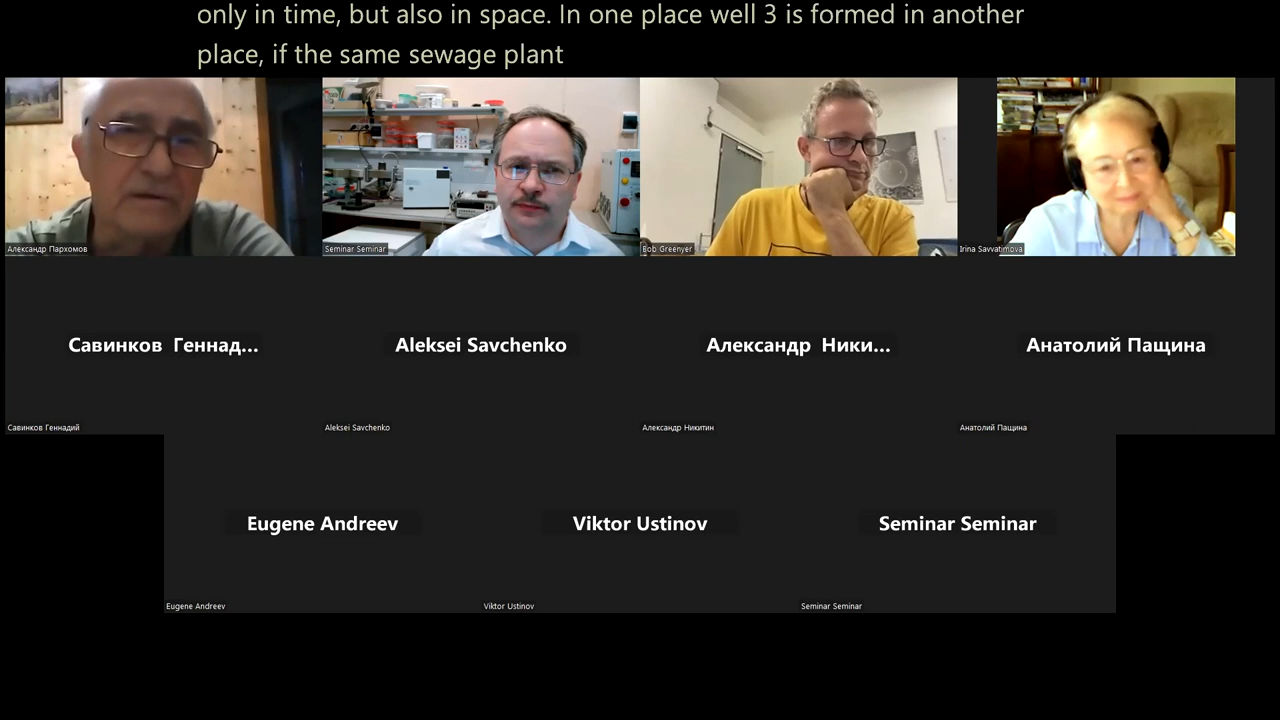 only in time, but also in space. In one place well 3 is formed in another
place, if the same sewage plant
Александр Пархомов
Seminar Seminar
Bob Greenyer
Irina Savvatimova
Савинков Геннад...
Aleksei Savchenko
Александр Ники...
Анатолий Пащина
Савинков Геннадий
Aleksei Savchenko
Александр Никитин
Анатолий Пащина
Eugene Andreev
Viktor Ustinov
Seminar Seminar
Eugene Andreev
Viktor Ustinov
Seminar Seminar